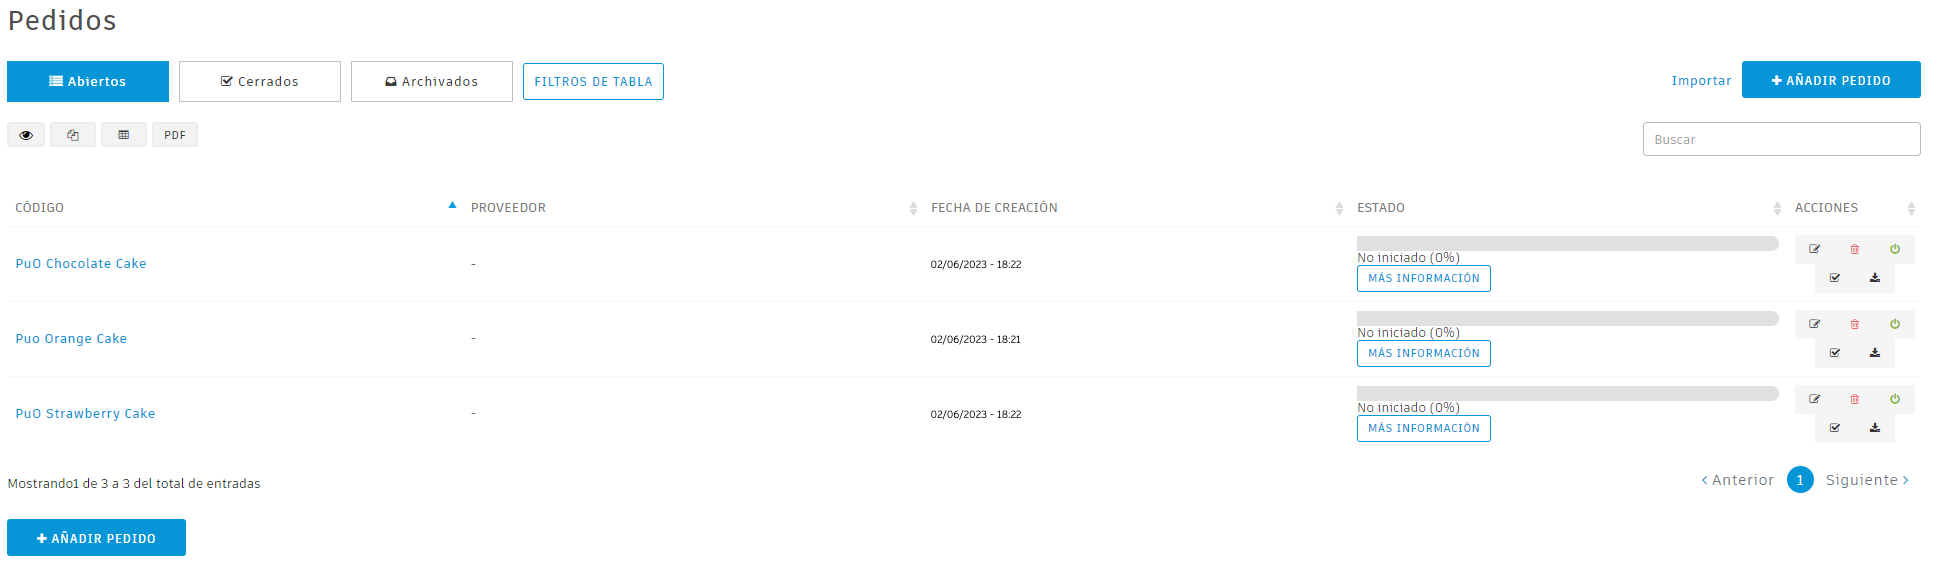 Pedidos
Abiertos Cerrados Archivados FILTROS DE TABLA Importar AÑADIR PEDIDO
PDF Buscar
CÓDIGO PROVEEDOR FECHA DE CREACIÓN ESTADO ACCIONES
PuO Chocolate Cake - 02/06/2023 - 18:22 No iniciado (0%)
MÁS INFORMACIÓN
Puo Orange Cake - 02/06/2023 - 18:21 No iniciado (0%)
MÁS INFORMACIÓN
PuO Strawberry Cake - 02/06/2023 - 18:22 No iniciado (0%)
MÁS INFORMACIÓN
Mostrando1 de 3 a 3 del total de entradas Anterior 1 Siguiente
AÑADIR PEDIDO